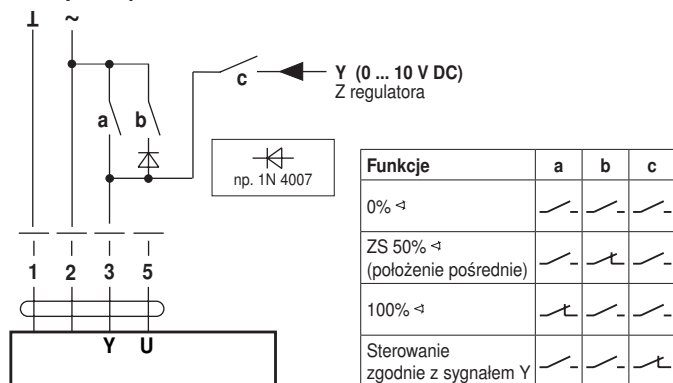 ⊥ ~
c
Y (0 ... 10 V DC)
Z regulatora
a b
np. 1N 4007
1 2 3 5
Y U
Funkcje a b c
0%
ZS 50%
(położenie pośrednie)
100%
Sterowanie
zgodnie z sygnałem Y